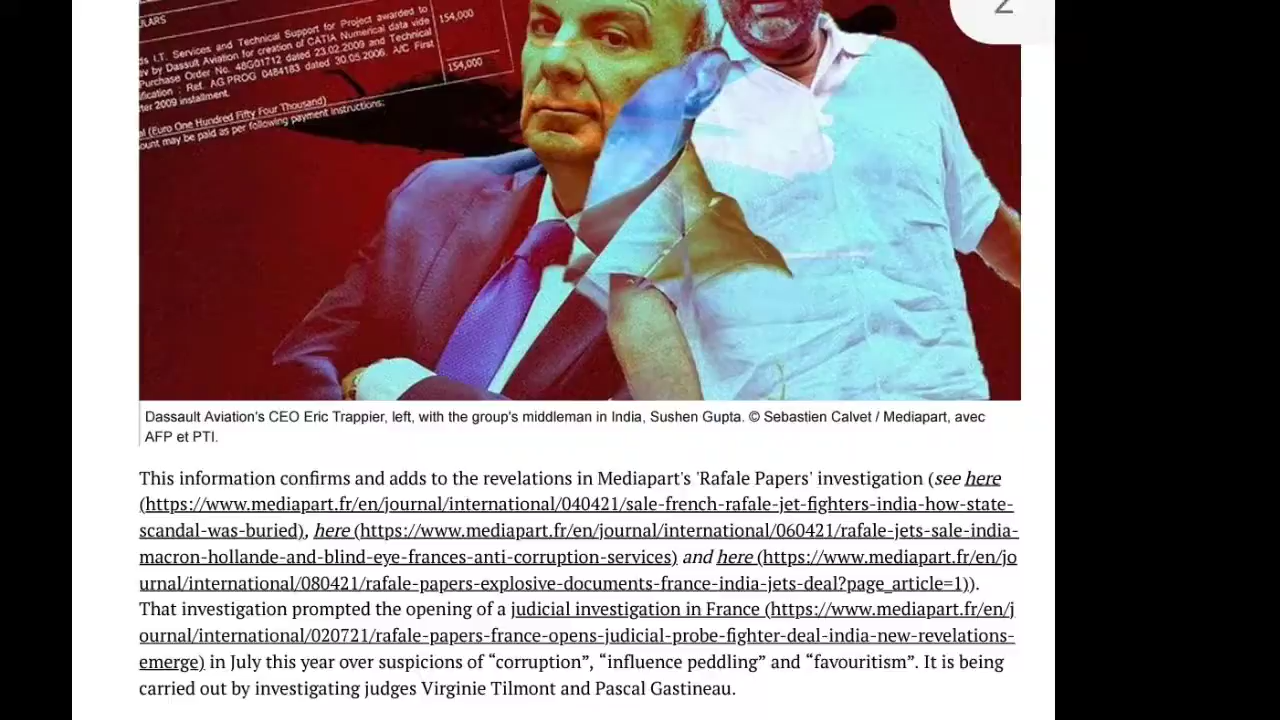 2
LARS
ds I.T. Services and Technical Support for Project awarded to
by Dassault Aviation for creation of CATIA Numerical data vide
Purchase Order No. 48G01712 dated 23.02.2009 and Technical
ification : Ref. AG.PROG 0484183 dated 30.05.2006. A/C First
ter 2009 installment.
154,000
154,000
(Euro One Hundred Fifty Four Thousand)
ount may be paid as per following payment instructions:
Dassault Aviation's CEO Eric Trappier, left, with the group's middleman in India, Sushen Gupta. © Sebastien Calvet / Mediapart, avec
AFP et PTI.
This information confirms and adds to the revelations in Mediapart's 'Rafale Papers' investigation (see here
(https://www.mediapart.fr/en/journal/international/040421/sale-french-rafale-jet-fighters-india-how-state-
scandal-was-buried), here (https://www.mediapart.fr/en/journal/international/060421/rafale-jets-sale-india-
macron-hollande-and-blind-eye-frances-anti-corruption-services) and here (https://www.mediapart.fr/en/jo
urnal/international/080421/rafale-papers-explosive-documents-france-india-jets-deal?page_article=1)).
That investigation prompted the opening of a judicial investigation in France (https://www.mediapart.fr/en/j
ournal/international/020721/rafale-papers-france-opens-judicial-probe-fighter-deal-india-new-revelations-
emerge) in July this year over suspicions of “corruption”, “influence peddling” and “favouritism”. It is being
carried out by investigating judges Virginie Tilmont and Pascal Gastineau.